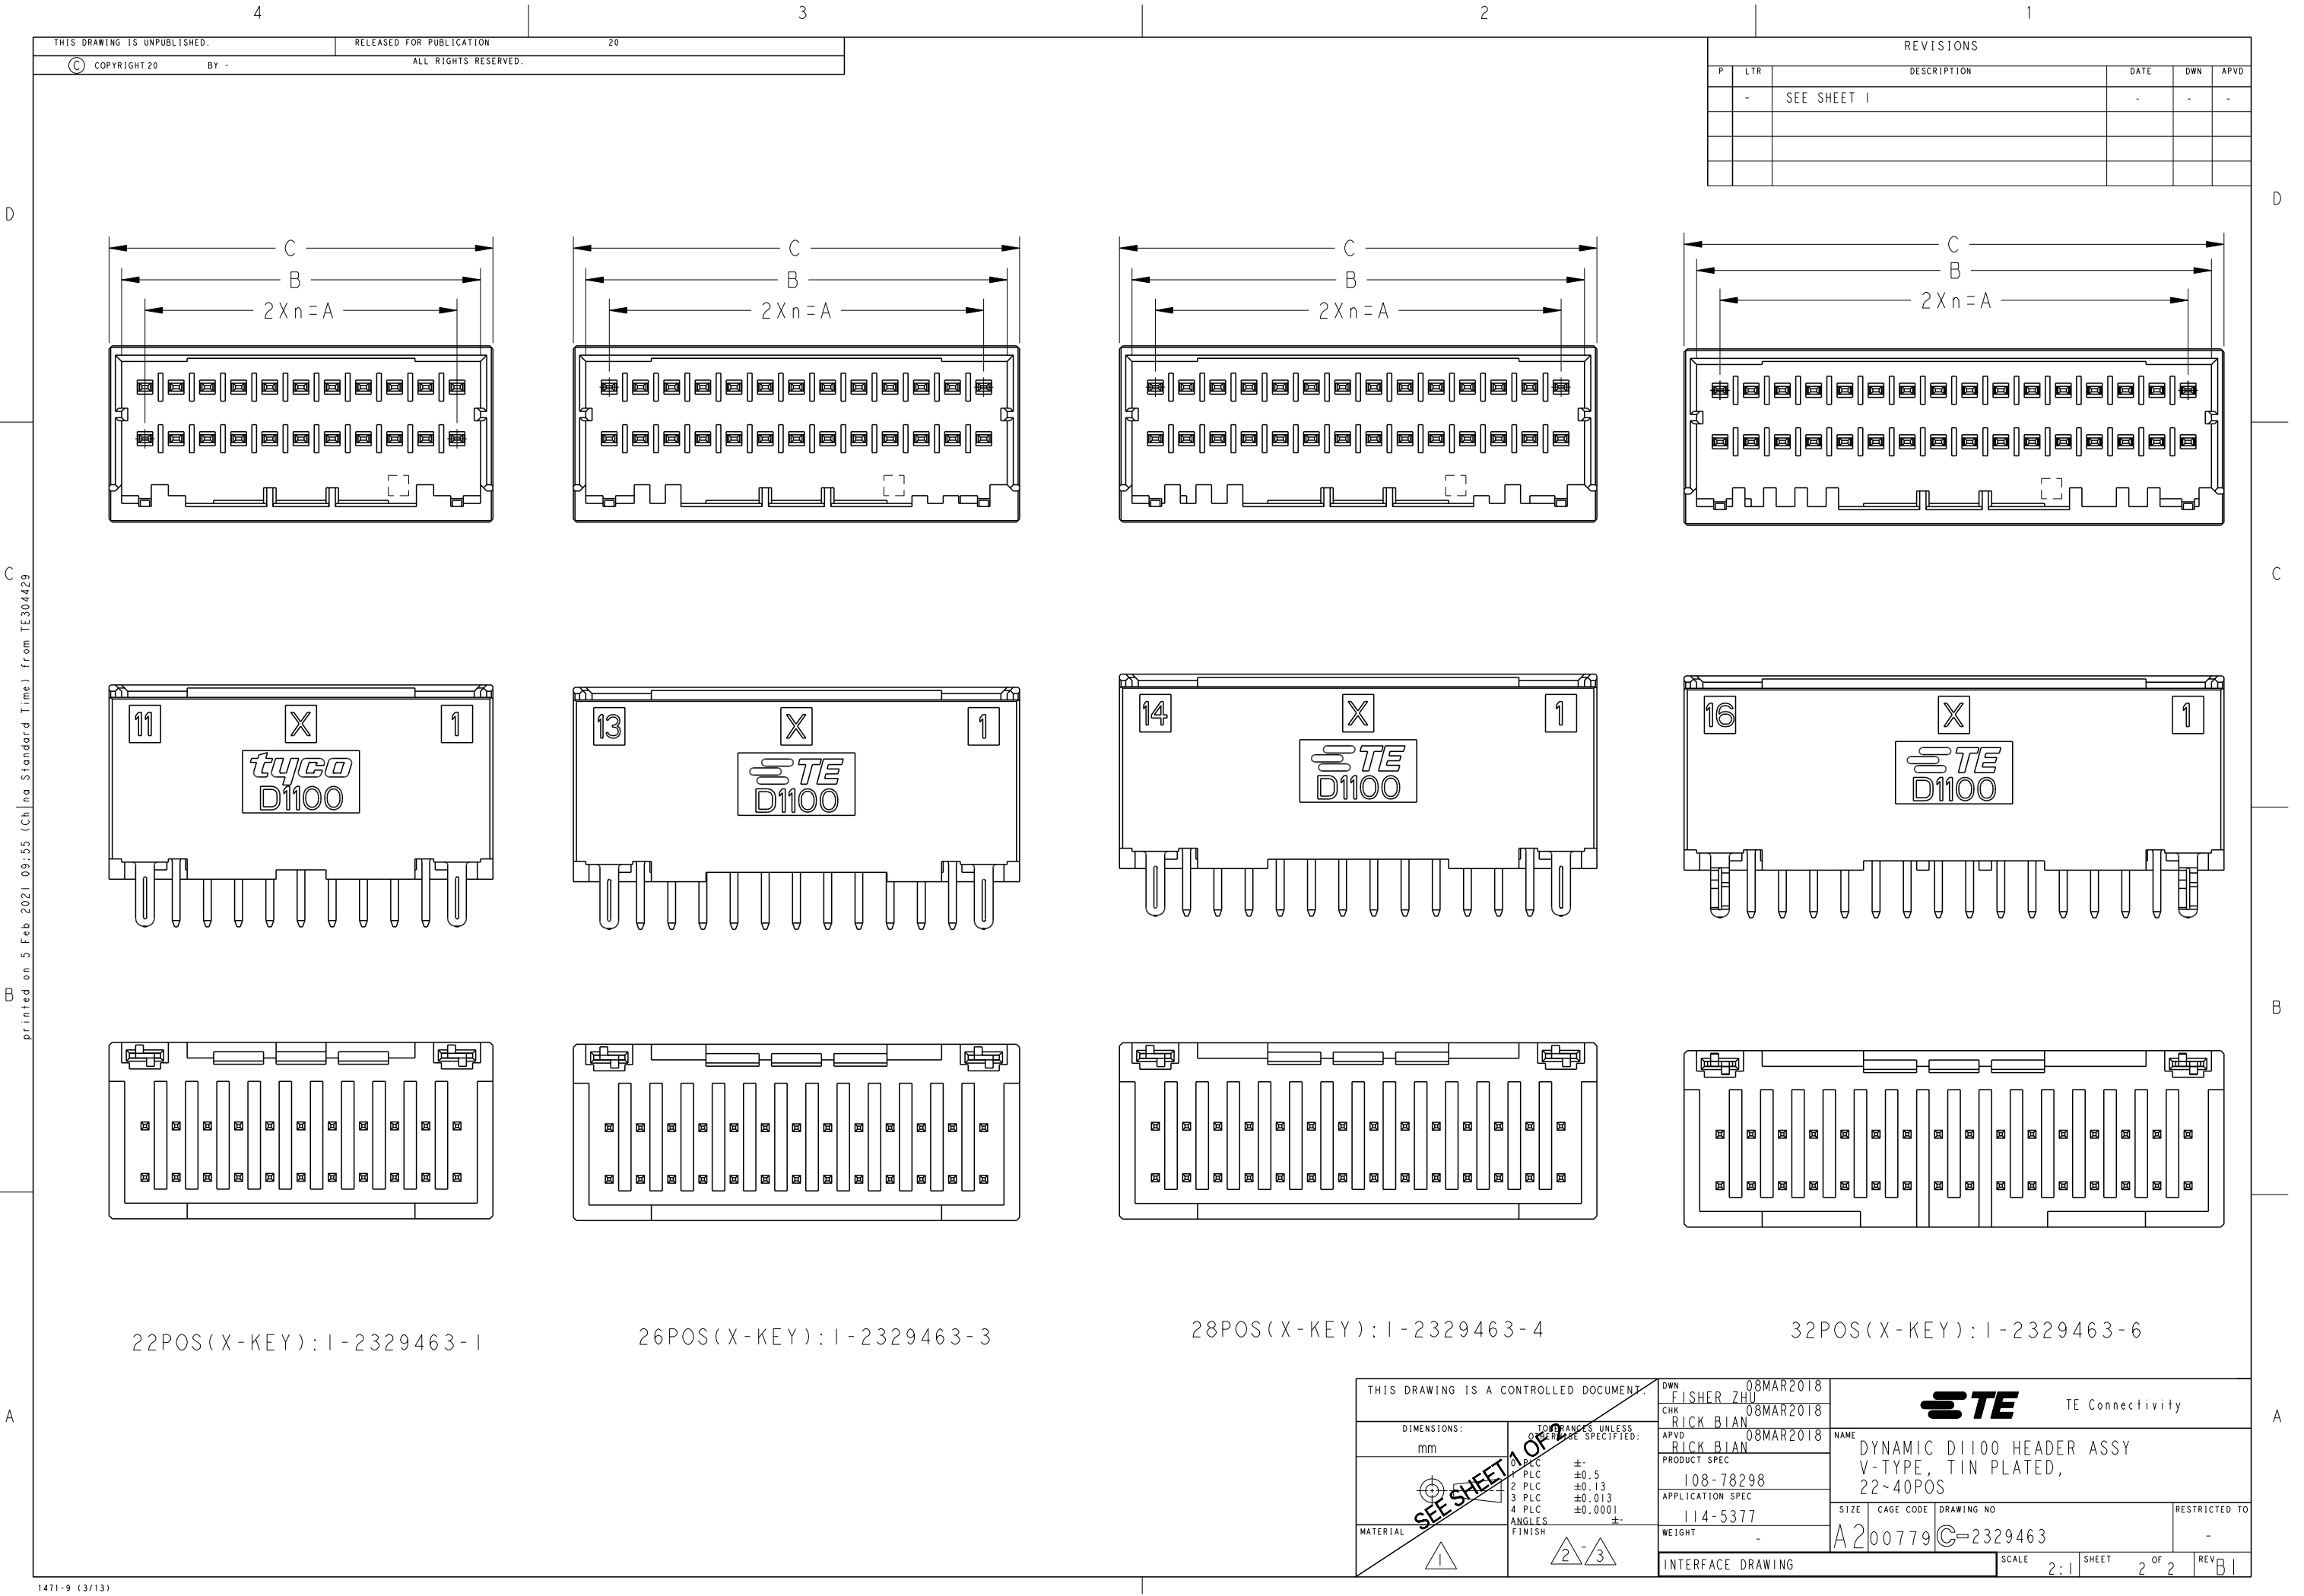 4 3 2 1
THIS DRAWING IS UNPUBLISHED. RELEASED FOR PUBLICATION 20
© COPYRIGHT 20 BY - ALL RIGHTS RESERVED.
REVISIONS
P LTR DESCRIPTION DATE DWN APVD
- SEE SHEET 1 - - -
D D
C C C C
B B B B
2Xn=A 2Xn=A 2Xn=A 2Xn=A
C C
printed on 5 Feb 2021 09:55 (China Standard Time) from TE304429
11 X 1 13 X 1 14 X 1 16 X 1
tyco TE TE TE
D1100 D1100 D1100 D1100
B B
22POS(X-KEY):1-2329463-1
26POS(X-KEY):1-2329463-3
28POS(X-KEY):1-2329463-4
32POS(X-KEY):1-2329463-6
A A
THIS DRAWING IS A CONTROLLED DOCUMENT.
DIMENSIONS:
mm
TOLERANCES UNLESS
OTHERWISE SPECIFIED:
0 PLC ±-
1 PLC ±0.5
2 PLC ±0.13
3 PLC ±0.013
4 PLC ±0.0001
ANGLES ±-
SEE SHEET 1 OF 2
MATERIAL
1
FINISH
2 - 3
DWN 08MAR2018
FISHER ZHU
CHK 08MAR2018
RICK BIAN
APVD 08MAR2018
RICK BIAN
PRODUCT SPEC
108-78298
APPLICATION SPEC
114-5377
WEIGHT
-
INTERFACE DRAWING
TE TE Connectivity
NAME
DYNAMIC D1100 HEADER ASSY
V-TYPE, TIN PLATED,
22~40POS
SIZE CAGE CODE DRAWING NO RESTRICTED TO
A2 00779 C-2329463 -
SCALE 2:1 SHEET 2 OF 2 REV B1
1471-9 (3/13)